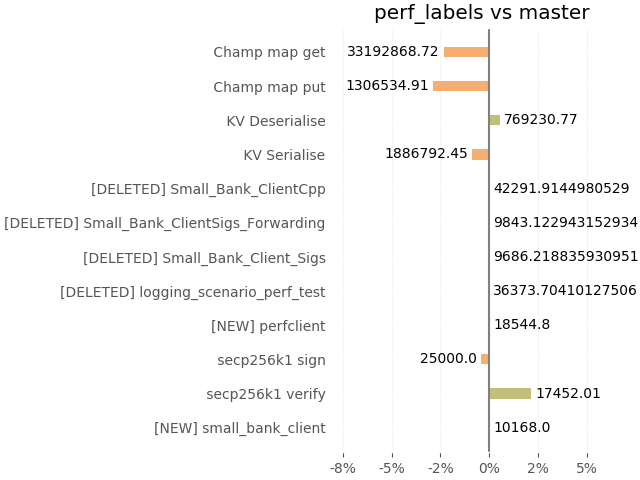 perf_labels vs master
Champ map get 33192868.72
Champ map put 1306534.91
KV Deserialise 769230.77
KV Serialise 1886792.45
[DELETED] Small_Bank_ClientCpp 42291.9144980529
[DELETED] Small_Bank_ClientSigs_Forwarding 9843.122943152934
[DELETED] Small_Bank_Client_Sigs 9686.218835930951
[DELETED] logging_scenario_perf_test 36373.70410127506
[NEW] perfclient 18544.8
secp256k1 sign 25000.0
secp256k1 verify 17452.01
[NEW] small_bank_client 10168.0
-8% -5% -2% 0% 2% 5%